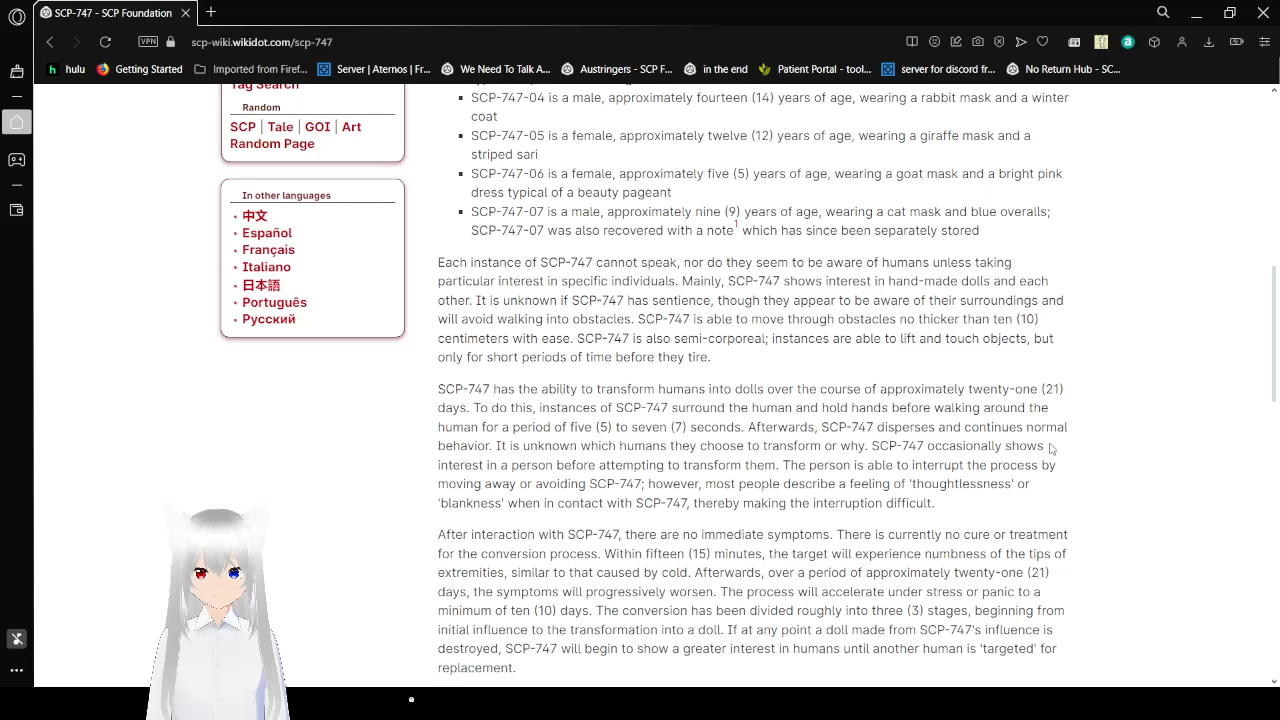 SCP-747 - SCP Foundation
VPN
scp-wiki.wikidot.com/scp-747
hulu
Getting Started
Imported from Firef...
Server | Aternos | Fr...
We Need To Talk A...
Austringers - SCP F...
in the end
Patient Portal - tool...
server for discord fr...
No Return Hub - SC...
Tag Search
Random
SCP | Tale | GOI | Art
Random Page
In other languages
中文
Español
Français
Italiano
日本語
Português
Русский
SCP-747-04 is a male, approximately fourteen (14) years of age, wearing a rabbit mask and a winter
coat
SCP-747-05 is a female, approximately twelve (12) years of age, wearing a giraffe mask and a
striped sari
SCP-747-06 is a female, approximately five (5) years of age, wearing a goat mask and a bright pink
dress typical of a beauty pageant
SCP-747-07 is a male, approximately nine (9) years of age, wearing a cat mask and blue overalls;
SCP-747-07 was also recovered with a note1 which has since been separately stored
Each instance of SCP-747 cannot speak, nor do they seem to be aware of humans unless taking
particular interest in specific individuals. Mainly, SCP-747 shows interest in hand-made dolls and each
other. It is unknown if SCP-747 has sentience, though they appear to be aware of their surroundings and
will avoid walking into obstacles. SCP-747 is able to move through obstacles no thicker than ten (10)
centimeters with ease. SCP-747 is also semi-corporeal; instances are able to lift and touch objects, but
only for short periods of time before they tire.
SCP-747 has the ability to transform humans into dolls over the course of approximately twenty-one (21)
days. To do this, instances of SCP-747 surround the human and hold hands before walking around the
human for a period of five (5) to seven (7) seconds. Afterwards, SCP-747 disperses and continues normal
behavior. It is unknown which humans they choose to transform or why. SCP-747 occasionally shows
interest in a person before attempting to transform them. The person is able to interrupt the process by
moving away or avoiding SCP-747; however, most people describe a feeling of 'thoughtlessness' or
'blankness' when in contact with SCP-747, thereby making the interruption difficult.
After interaction with SCP-747, there are no immediate symptoms. There is currently no cure or treatment
for the conversion process. Within fifteen (15) minutes, the target will experience numbness of the tips of
extremities, similar to that caused by cold. Afterwards, over a period of approximately twenty-one (21)
days, the symptoms will progressively worsen. The process will accelerate under stress or panic to a
minimum of ten (10) days. The conversion has been divided roughly into three (3) stages, beginning from
initial influence to the transformation into a doll. If at any point a doll made from SCP-747's influence is
destroyed, SCP-747 will begin to show a greater interest in humans until another human is 'targeted' for
replacement.